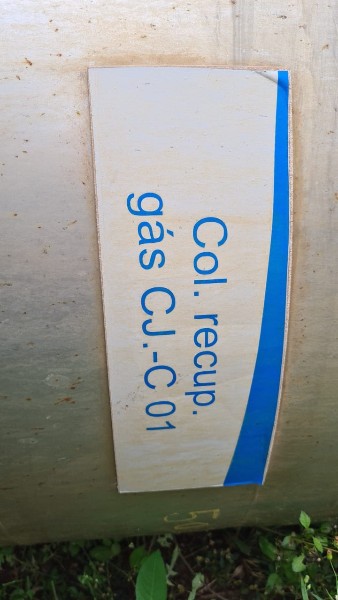 Col. recup.
gás CJ.-C 01